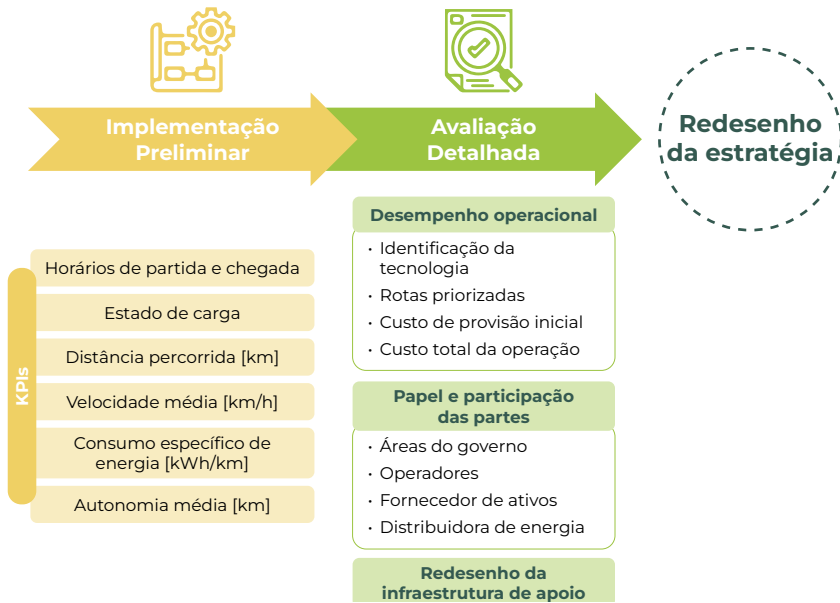 Implementação
Preliminar
Avaliação
Detalhada
Redesenho
da estratégia
KPIs
Horários de partida e chegada
Estado de carga
Distância percorrida [km]
Velocidade média [km/h]
Consumo específico de
energia [kWh/km]
Autonomia média [km]
Desempenho operacional
· Identificação da
tecnologia
· Rotas priorizadas
· Custo de provisão inicial
· Custo total da operação
Papel e participação
das partes
· Áreas do governo
· Operadores
· Fornecedor de ativos
· Distribuidora de energia
Redesenho da
infraestrutura de apoio